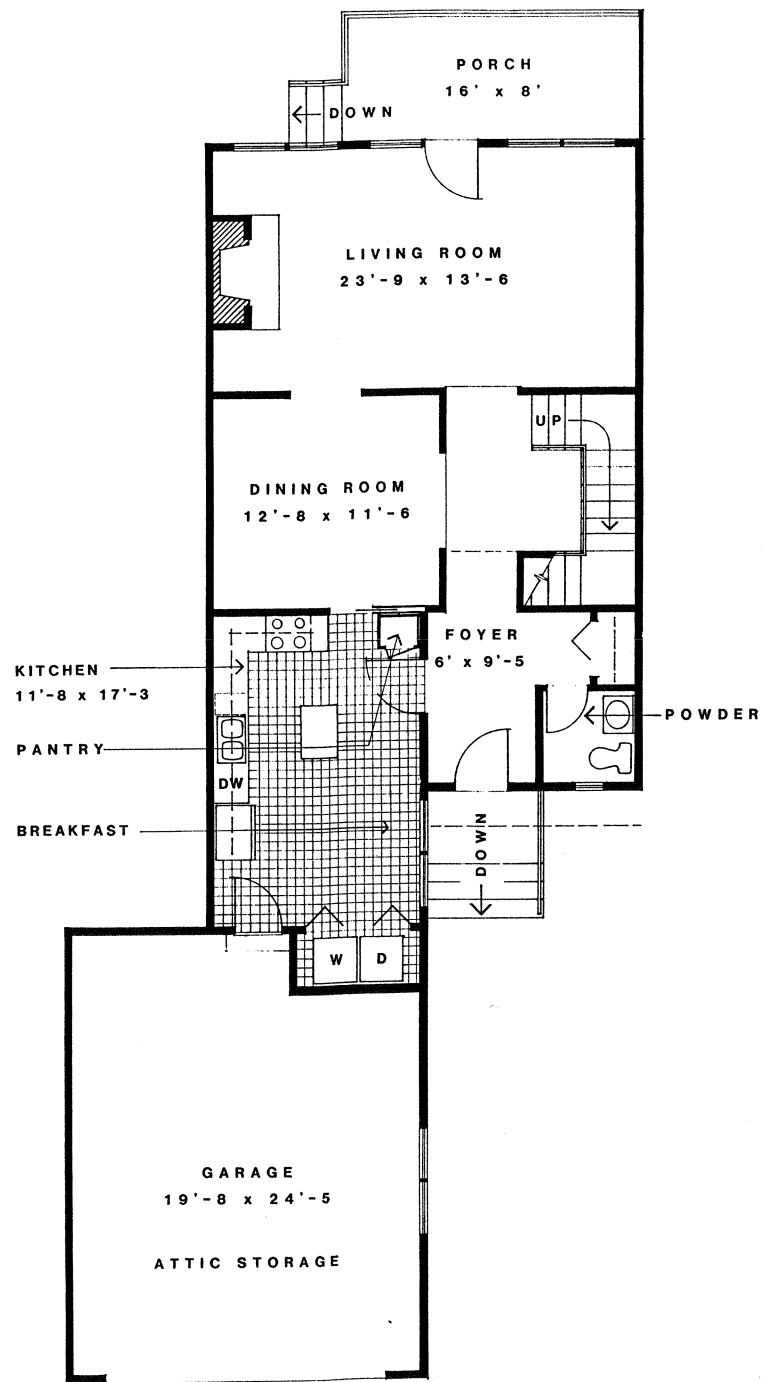 PORCH
16' x 8'
DOWN
LIVING ROOM
23'-9 x 13'-6
UP
DINING ROOM
12'-8 x 11'-6
FOYER
6' x 9'-5
KITCHEN
11'-8 x 17'-3
POWDER
PANTRY
DW
BREAKFAST
DOWN
W
D
GARAGE
19'-8 x 24'-5
ATTIC STORAGE